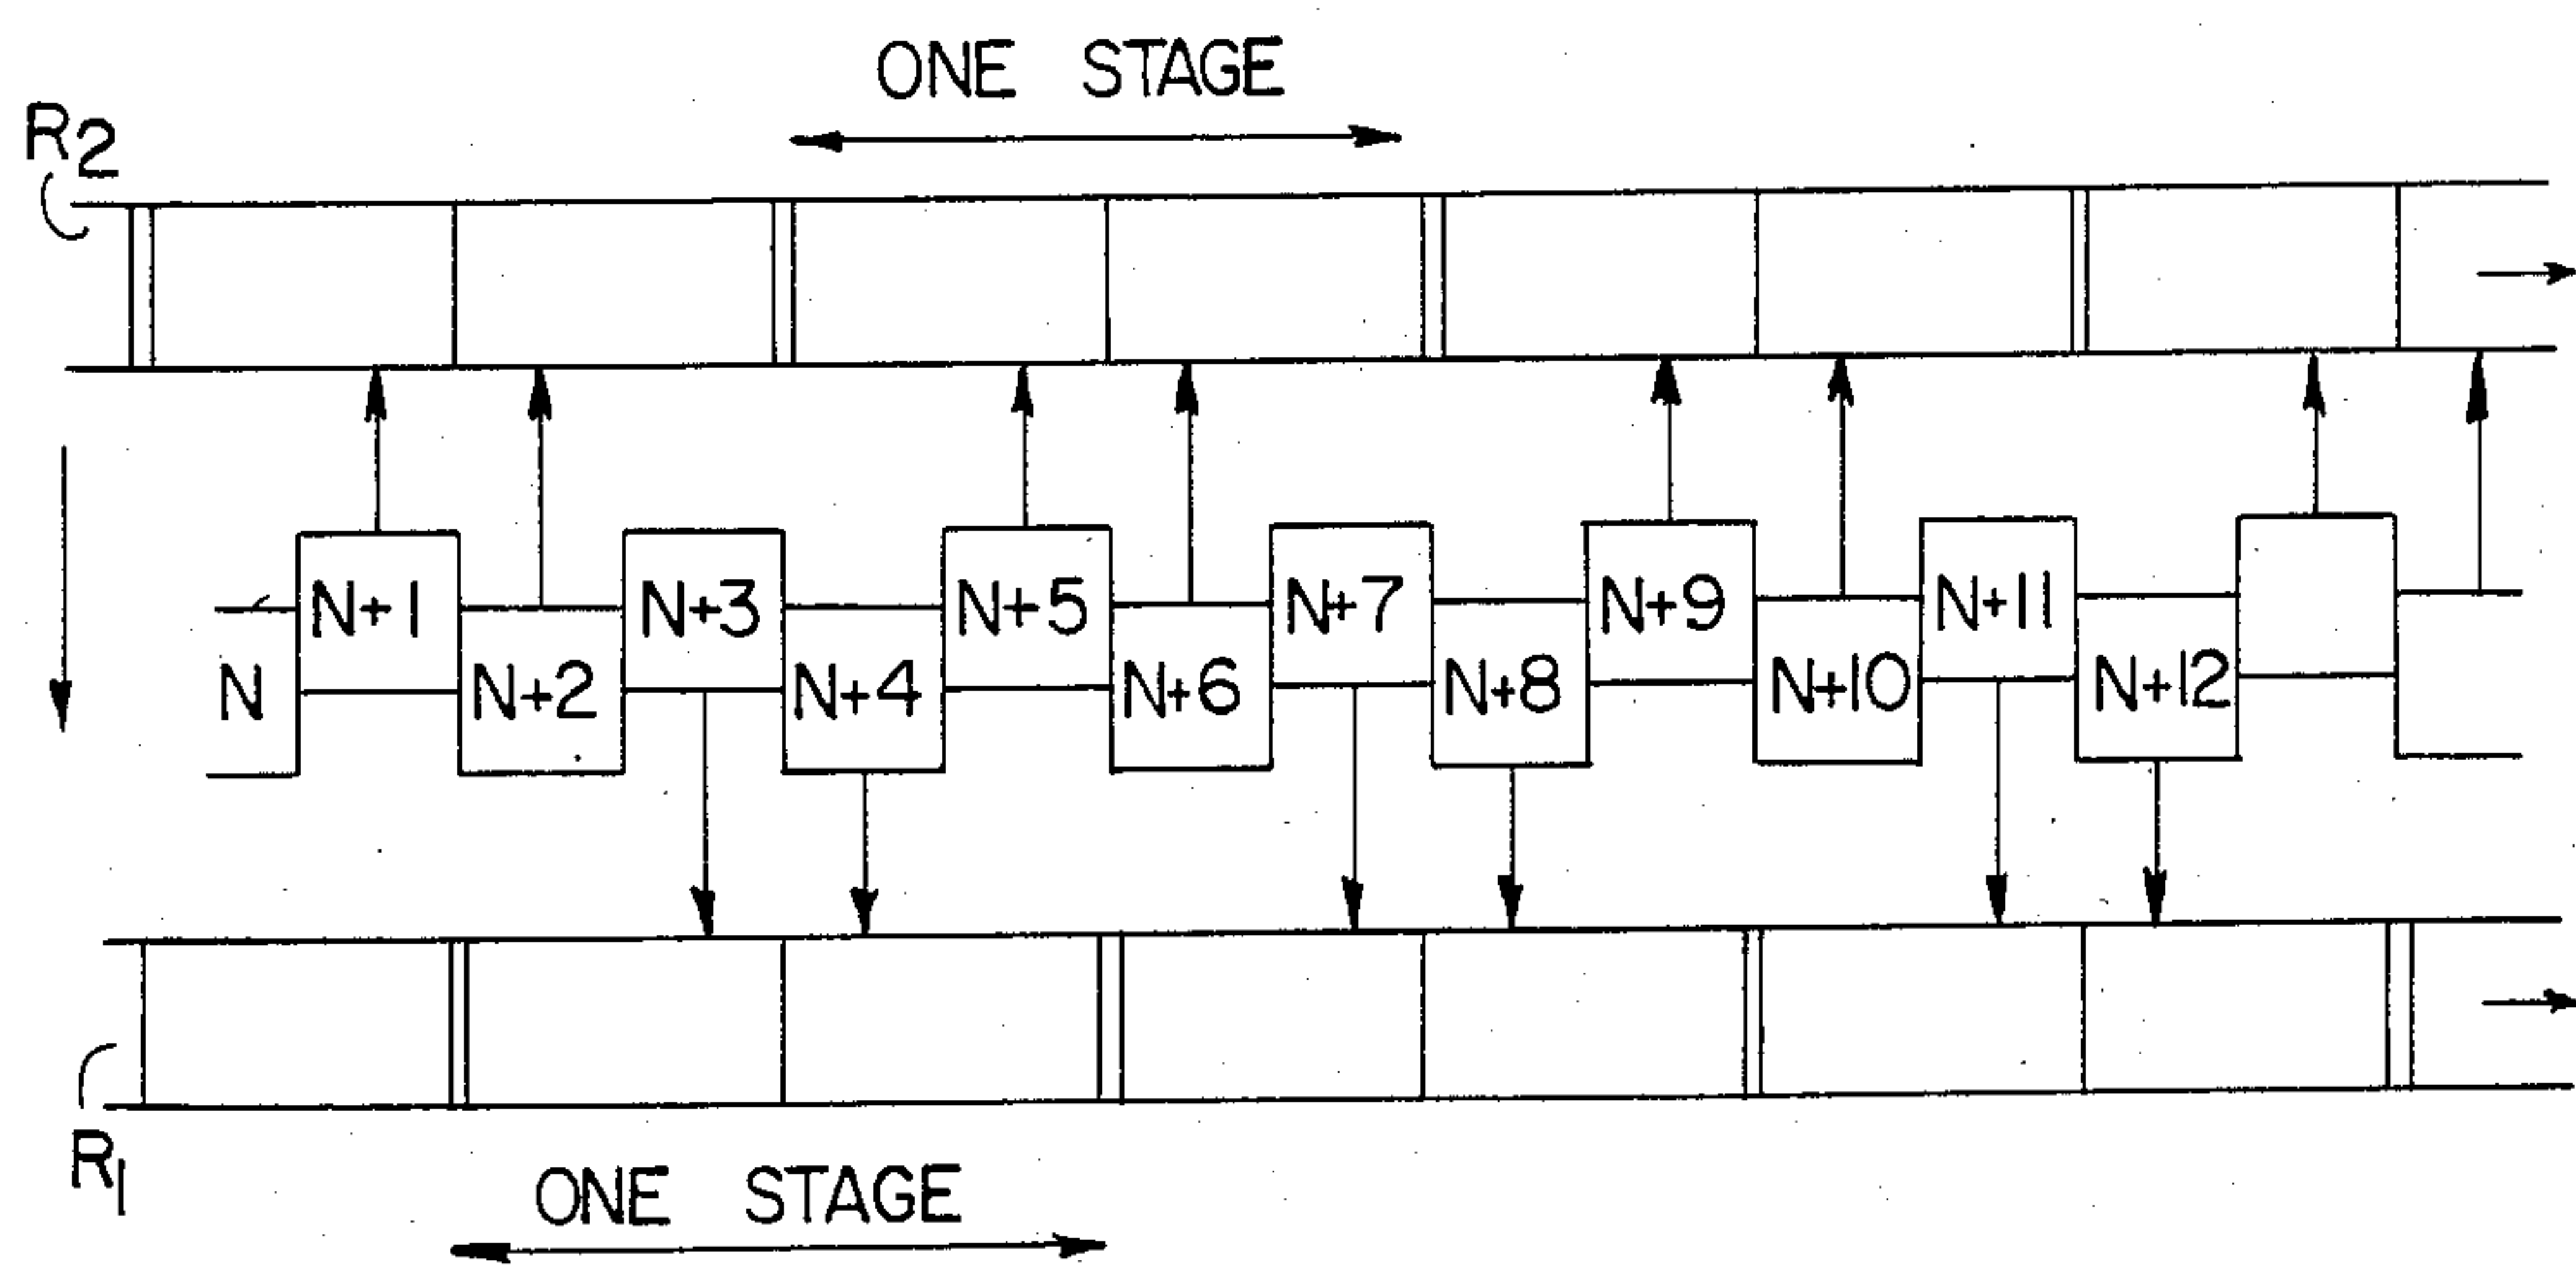 ONE STAGE
R2
N
N+1
N+2
N+3
N+4
N+5
N+6
N+7
N+8
N+9
N+10
N+11
N+12
R1
ONE STAGE